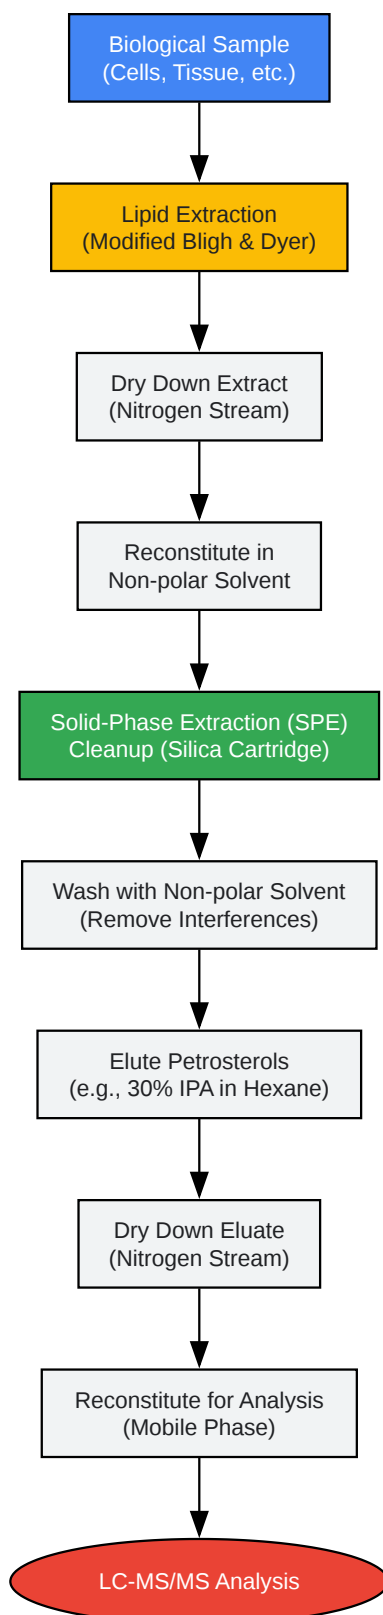 Biological Sample
(Cells, Tissue, etc.)
Lipid Extraction
(Modified Bligh & Dyer)
Dry Down Extract
(Nitrogen Stream)
Reconstitute in
Non-polar Solvent
Solid-Phase Extraction (SPE)
Cleanup (Silica Cartridge)
Wash with Non-polar Solvent
(Remove Interferences)
Elute Petrosterols
(e.g., 30% IPA in Hexane)
Dry Down Eluate
(Nitrogen Stream)
Reconstitute for Analysis
(Mobile Phase)
LC-MS/MS Analysis